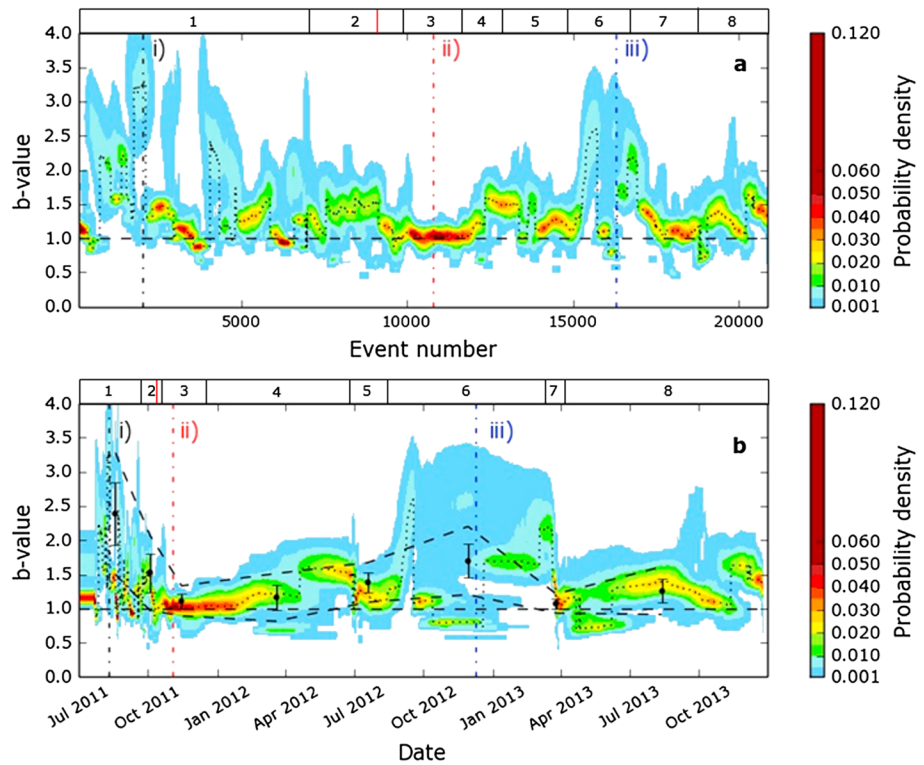 1 2 3 4 5 6 7 8
a
i) ii) iii)
b-value
4.0
3.5
3.0
2.5
2.0
1.5
1.0
0.5
0.0
5000 10000 15000 20000
Event number
0.120
0.060
0.050
0.040
0.030
0.020
0.010
0.001
Probability density
1 2 3 4 5 6 7 8
b
i) ii) iii)
b-value
4.0
3.5
3.0
2.5
2.0
1.5
1.0
0.5
0.0
Jul 2011 Oct 2011 Jan 2012 Apr 2012 Jul 2012 Oct 2012 Jan 2013 Apr 2013 Jul 2013 Oct 2013
Date
0.120
0.060
0.050
0.040
0.030
0.020
0.010
0.001
Probability density